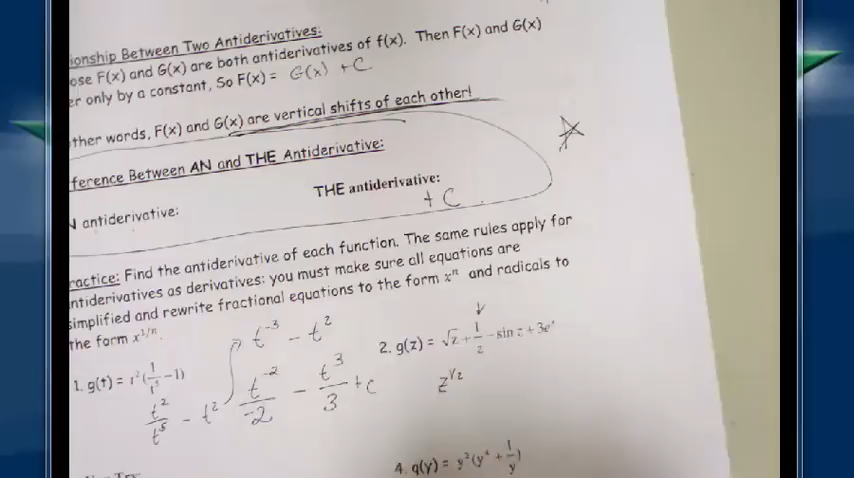 ionship Between Two Antiderivatives:
ose F(x) and G(x) are both antiderivatives of f(x). Then F(x) and G(x)
er only by a constant, So F(x) = G(x) + C
ther words, F(x) and G(x) are vertical shifts of each other!
ference Between AN and THE Antiderivative:
N antiderivative:
THE antiderivative:
+ C
ractice: Find the antiderivative of each function. The same rules apply for
ntiderivatives as derivatives: you must make sure all equations are
simplified and rewrite fractional equations to the form xⁿ and radicals to
the form x^{1/n}.
t⁻³ − t²
1. g(t) = t²(1/t⁵ − 1)
2. g(z) = √z + 1/z − sin z + 3eᶻ
t²/t⁵ − t²
t⁻²/−2 − t³/3 + C
z^{1/2}
4. q(y) = y²(y⁴ + 1/y)